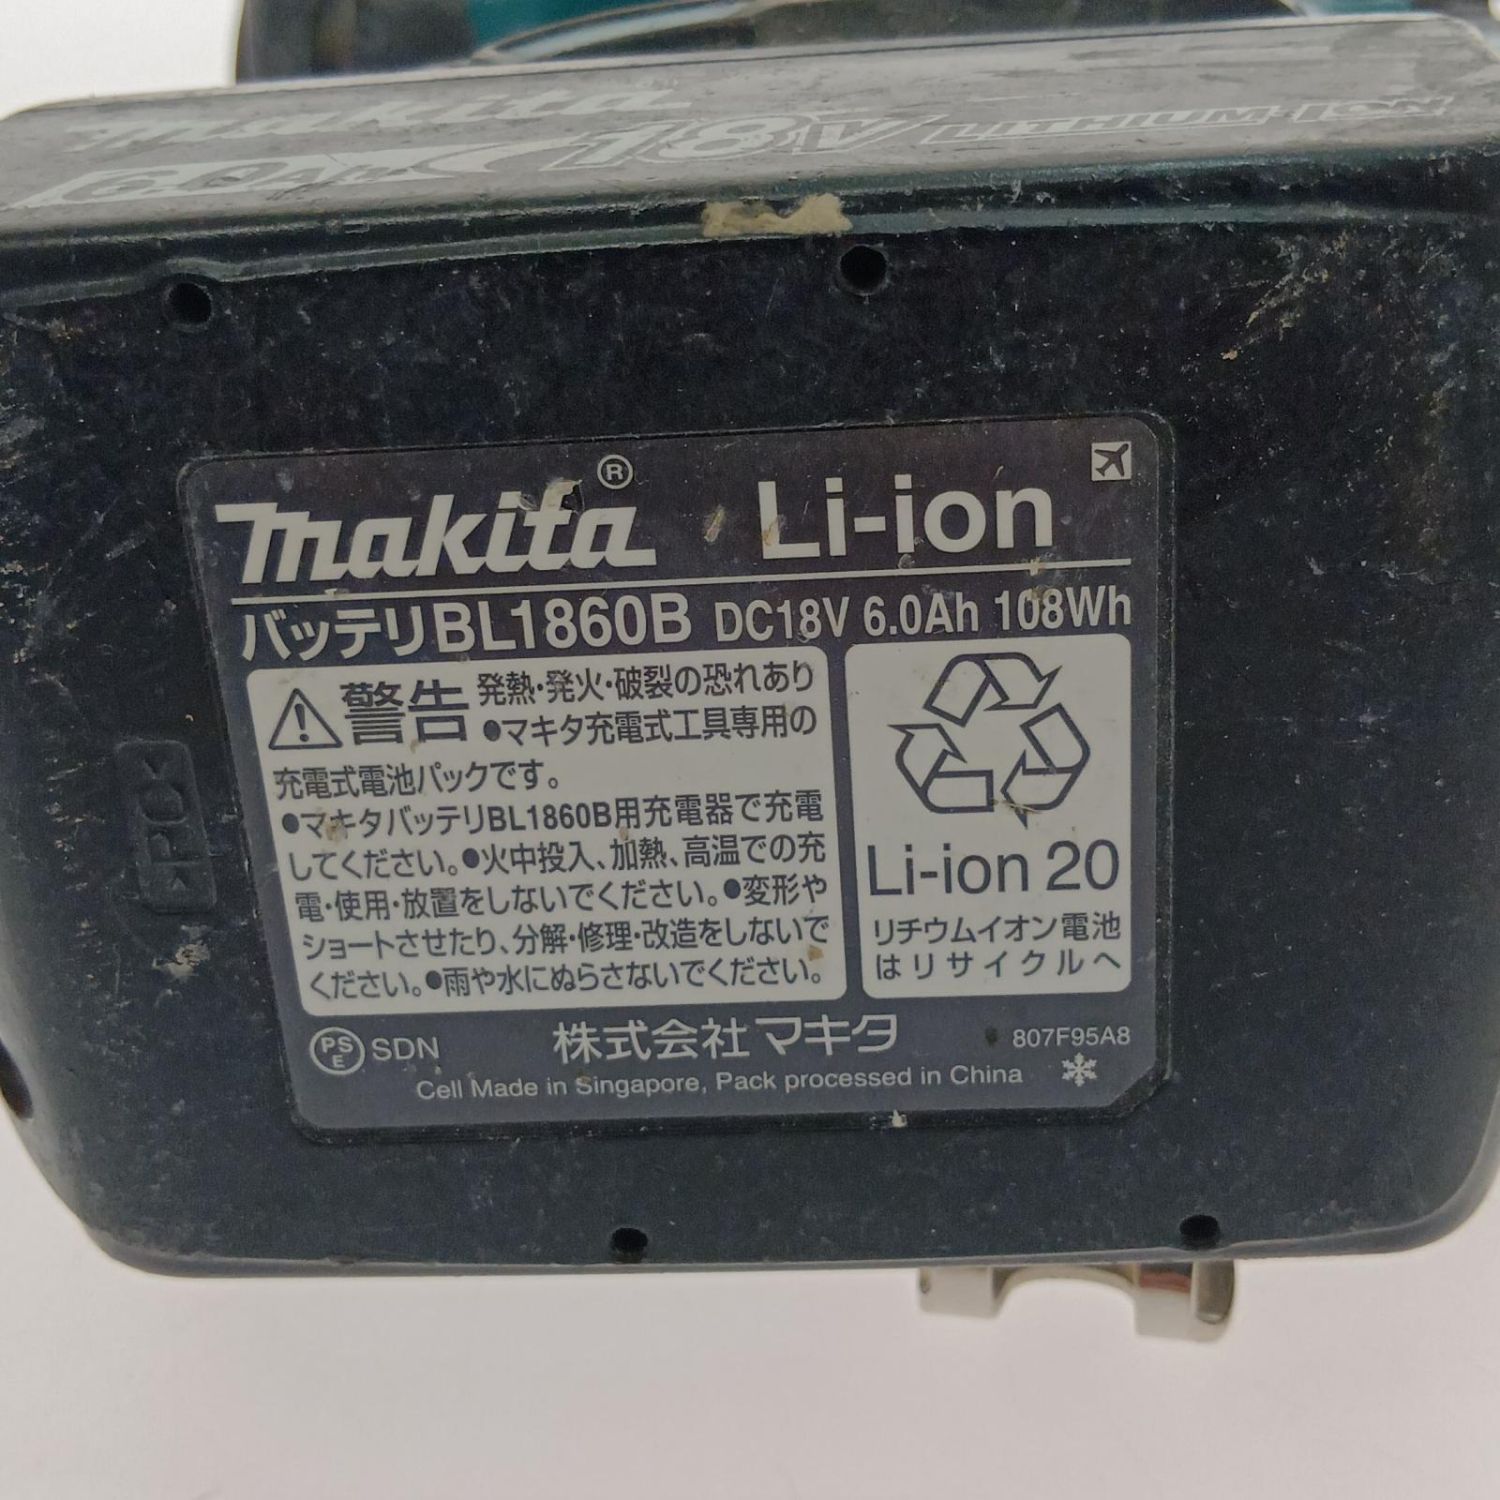 makita
6.0Ah 18V LITHIUM-ION
makita® Li-ion
バッテリBL1860B DC18V 6.0Ah 108Wh
警告 発熱・発火・破裂の恐れあり
●マキタ充電式工具専用の
充電式電池パックです。
●マキタバッテリBL1860B用充電器で充電
してください。●火中投入、加熱、高温での充
電・使用・放置をしないでください。●変形や
ショートさせたり、分解・修理・改造をしないで
ください。●雨や水にぬらさないでください。
Li-ion 20
リチウムイオン電池
はリサイクルへ
PSE SDN 株式会社マキタ 807F95A8
Cell Made in Singapore, Pack processed in China
>PC<